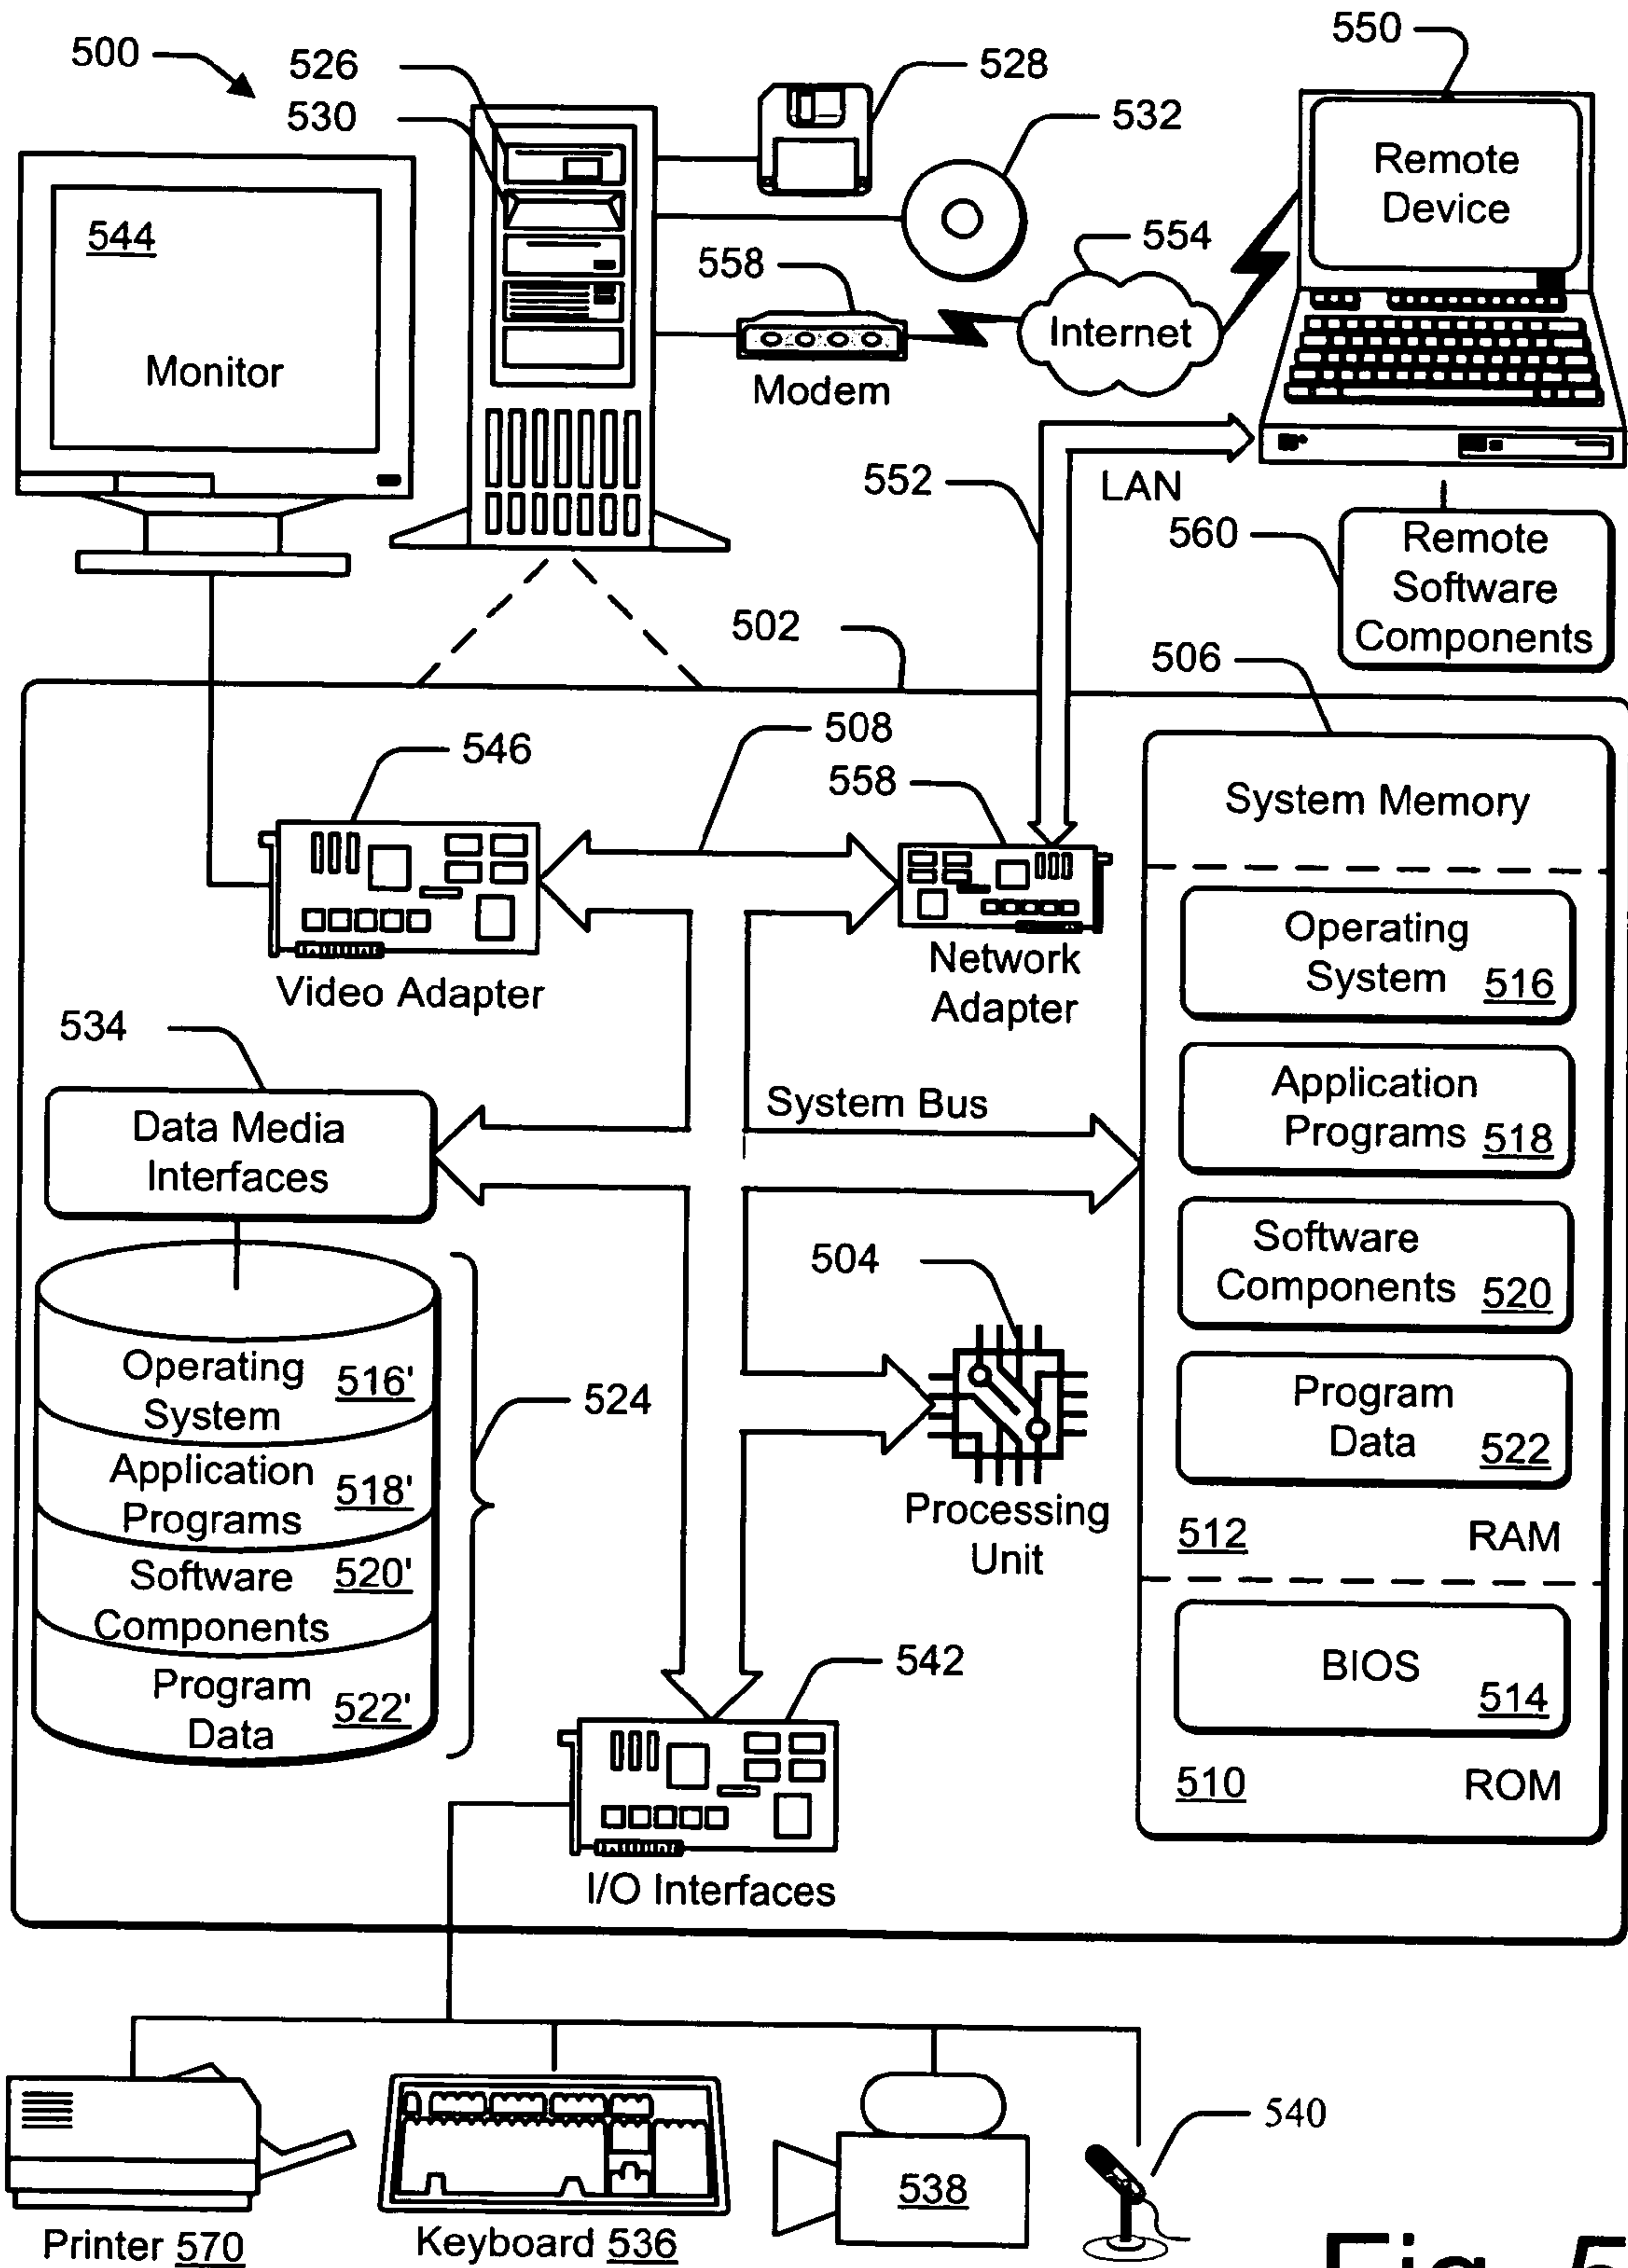 500
526
530
528
532
550
Remote
Device
544
Monitor
558
Modem
554
Internet
552
LAN
560
Remote
Software
Components
502
506
546
508
558
Video Adapter
Network
Adapter
System Memory
Operating
System 516
Application
Programs 518
Software
Components 520
Program
Data 522
512 RAM
BIOS
514
510 ROM
534
Data Media
Interfaces
System Bus
504
Processing
Unit
Operating
System 516'
Application
Programs 518'
Software 520'
Components
Program
Data 522'
524
542
I/O Interfaces
Printer 570
Keyboard 536
538
540
Fig. 5